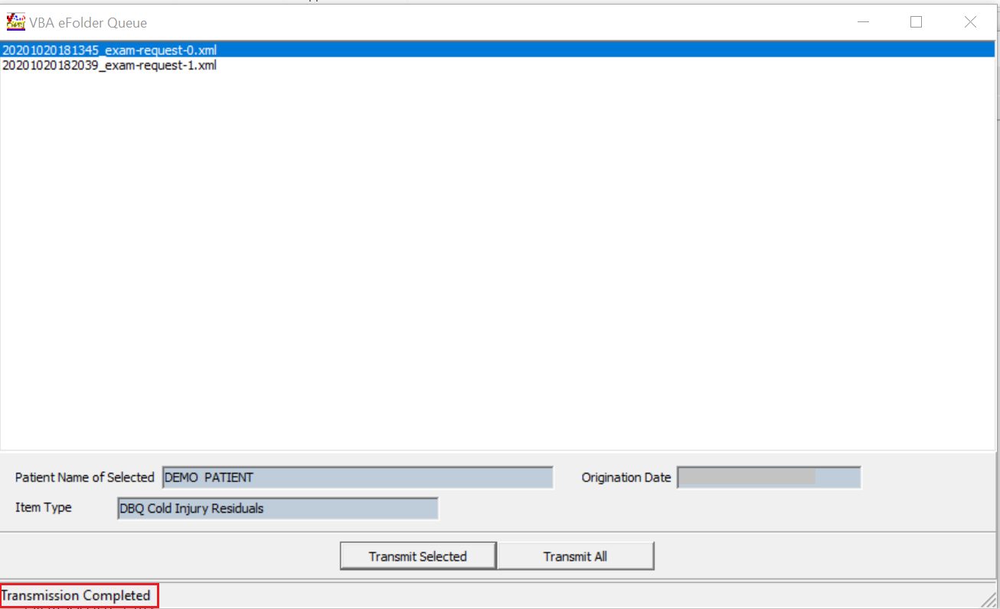 VBA eFolder Queue
20201020181345_exam-request-0.xml
20201020182039_exam-request-1.xml
Patient Name of Selected DEMO  PATIENT Origination Date
Item Type DBQ Cold Injury Residuals
Transmit Selected Transmit All
Transmission Completed